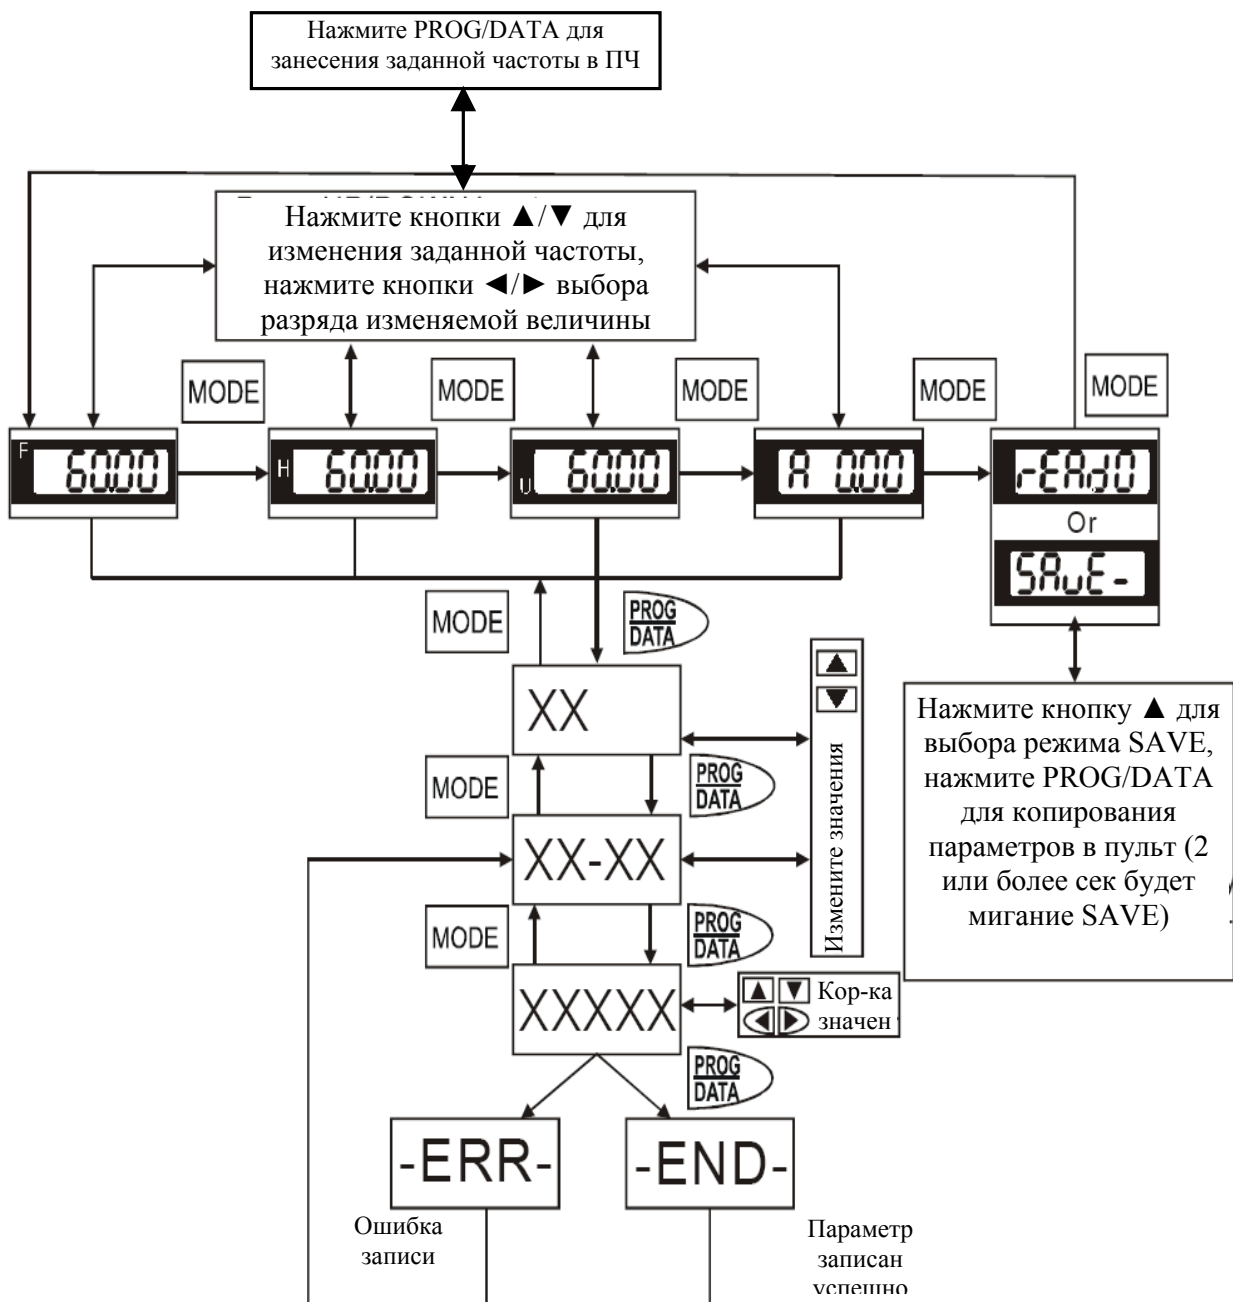 Нажмите PROG/DATA для
занесения заданной частоты в ПЧ
Нажмите кнопки ▲/▼ для
изменения заданной частоты,
нажмите кнопки ◄/► выбора
разряда изменяемой величины
MODE
MODE
MODE
MODE
MODE
F 60.00
H 60.00
U 60.00
A 0.00
rEAd0
Or
SAvE-
MODE
PROG
DATA
XX
MODE
PROG
DATA
XX-XX
Измените значения
Нажмите кнопку ▲ для
выбора режима SAVE,
нажмите PROG/DATA
для копирования
параметров в пульт (2
или более сек будет
мигание SAVE)
MODE
PROG
DATA
XXXXX
Кор-ка
значен
PROG
DATA
-ERR-
-END-
Ошибка
записи
Параметр
записан
успешно